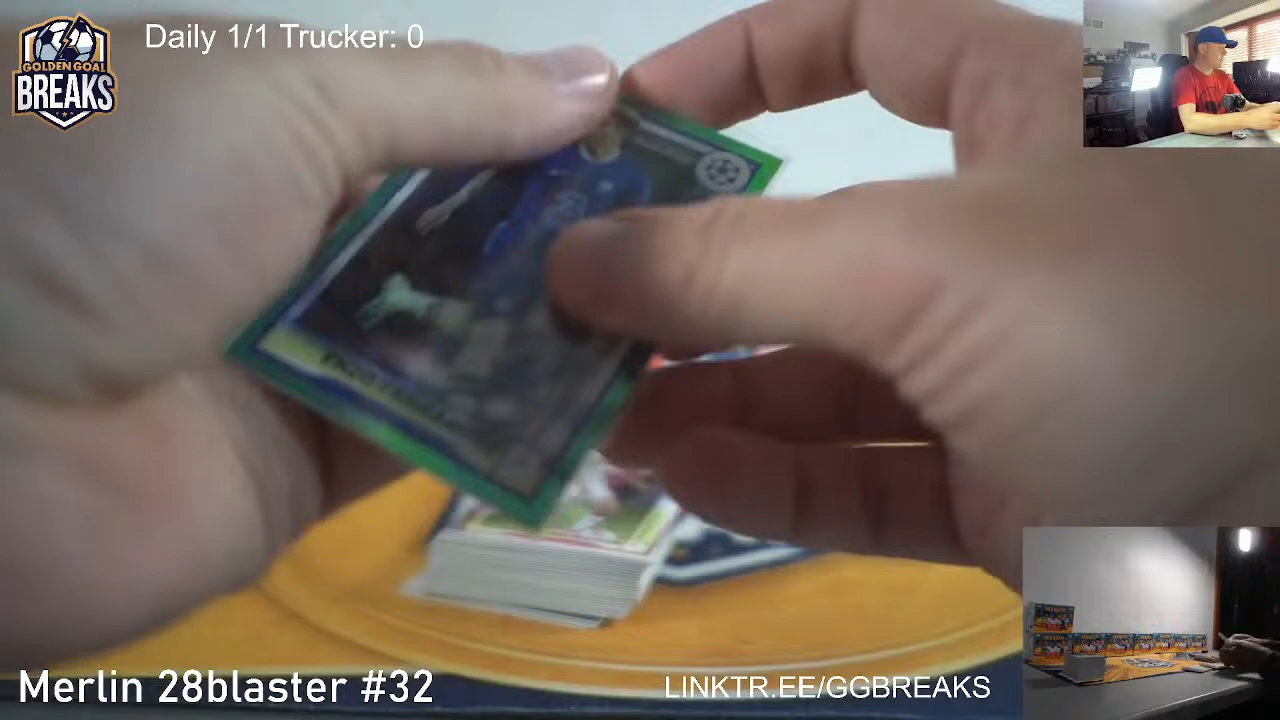 Daily 1/1 Trucker: 0
GOLDEN GOAL
BREAKS
Merlin 28blaster #32
LINKTR.EE/GGBREAKS